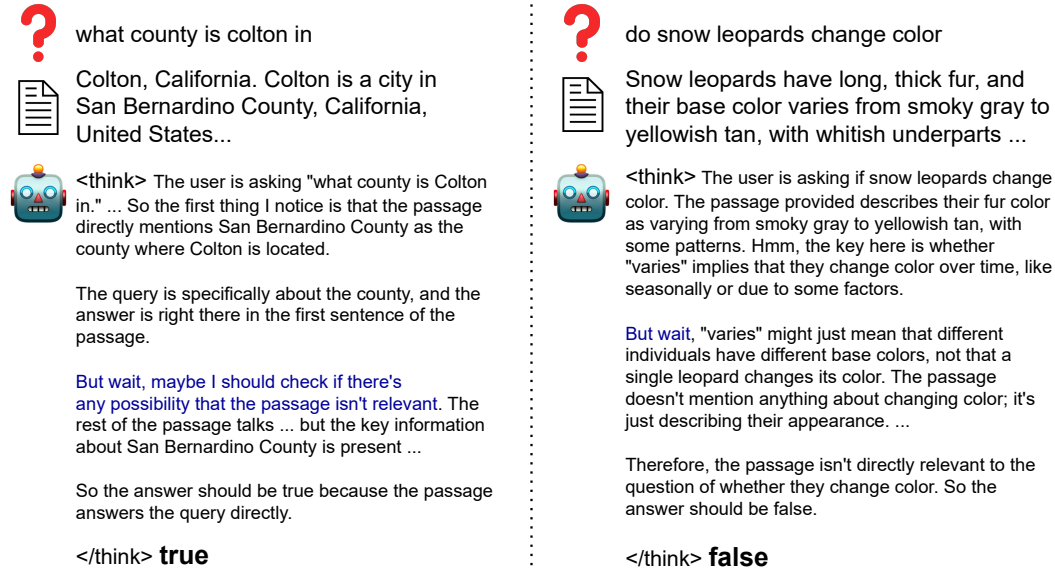 what county is colton in
Colton, California. Colton is a city in
San Bernardino County, California,
United States...
<think> The user is asking "what county is Colton
in." ... So the first thing I notice is that the passage
directly mentions San Bernardino County as the
county where Colton is located.
The query is specifically about the county, and the
answer is right there in the first sentence of the
passage.
But wait, maybe I should check if there's
any possibility that the passage isn't relevant. The
rest of the passage talks ... but the key information
about San Bernardino County is present ...
So the answer should be true because the passage
answers the query directly.
</think> true
do snow leopards change color
Snow leopards have long, thick fur, and
their base color varies from smoky gray to
yellowish tan, with whitish underparts ...
<think> The user is asking if snow leopards change
color. The passage provided describes their fur color
as varying from smoky gray to yellowish tan, with
some patterns. Hmm, the key here is whether
"varies" implies that they change color over time, like
seasonally or due to some factors.
But wait, "varies" might just mean that different
individuals have different base colors, not that a
single leopard changes its color. The passage
doesn't mention anything about changing color; it's
just describing their appearance. ...
Therefore, the passage isn't directly relevant to the
question of whether they change color. So the
answer should be false.
</think> false